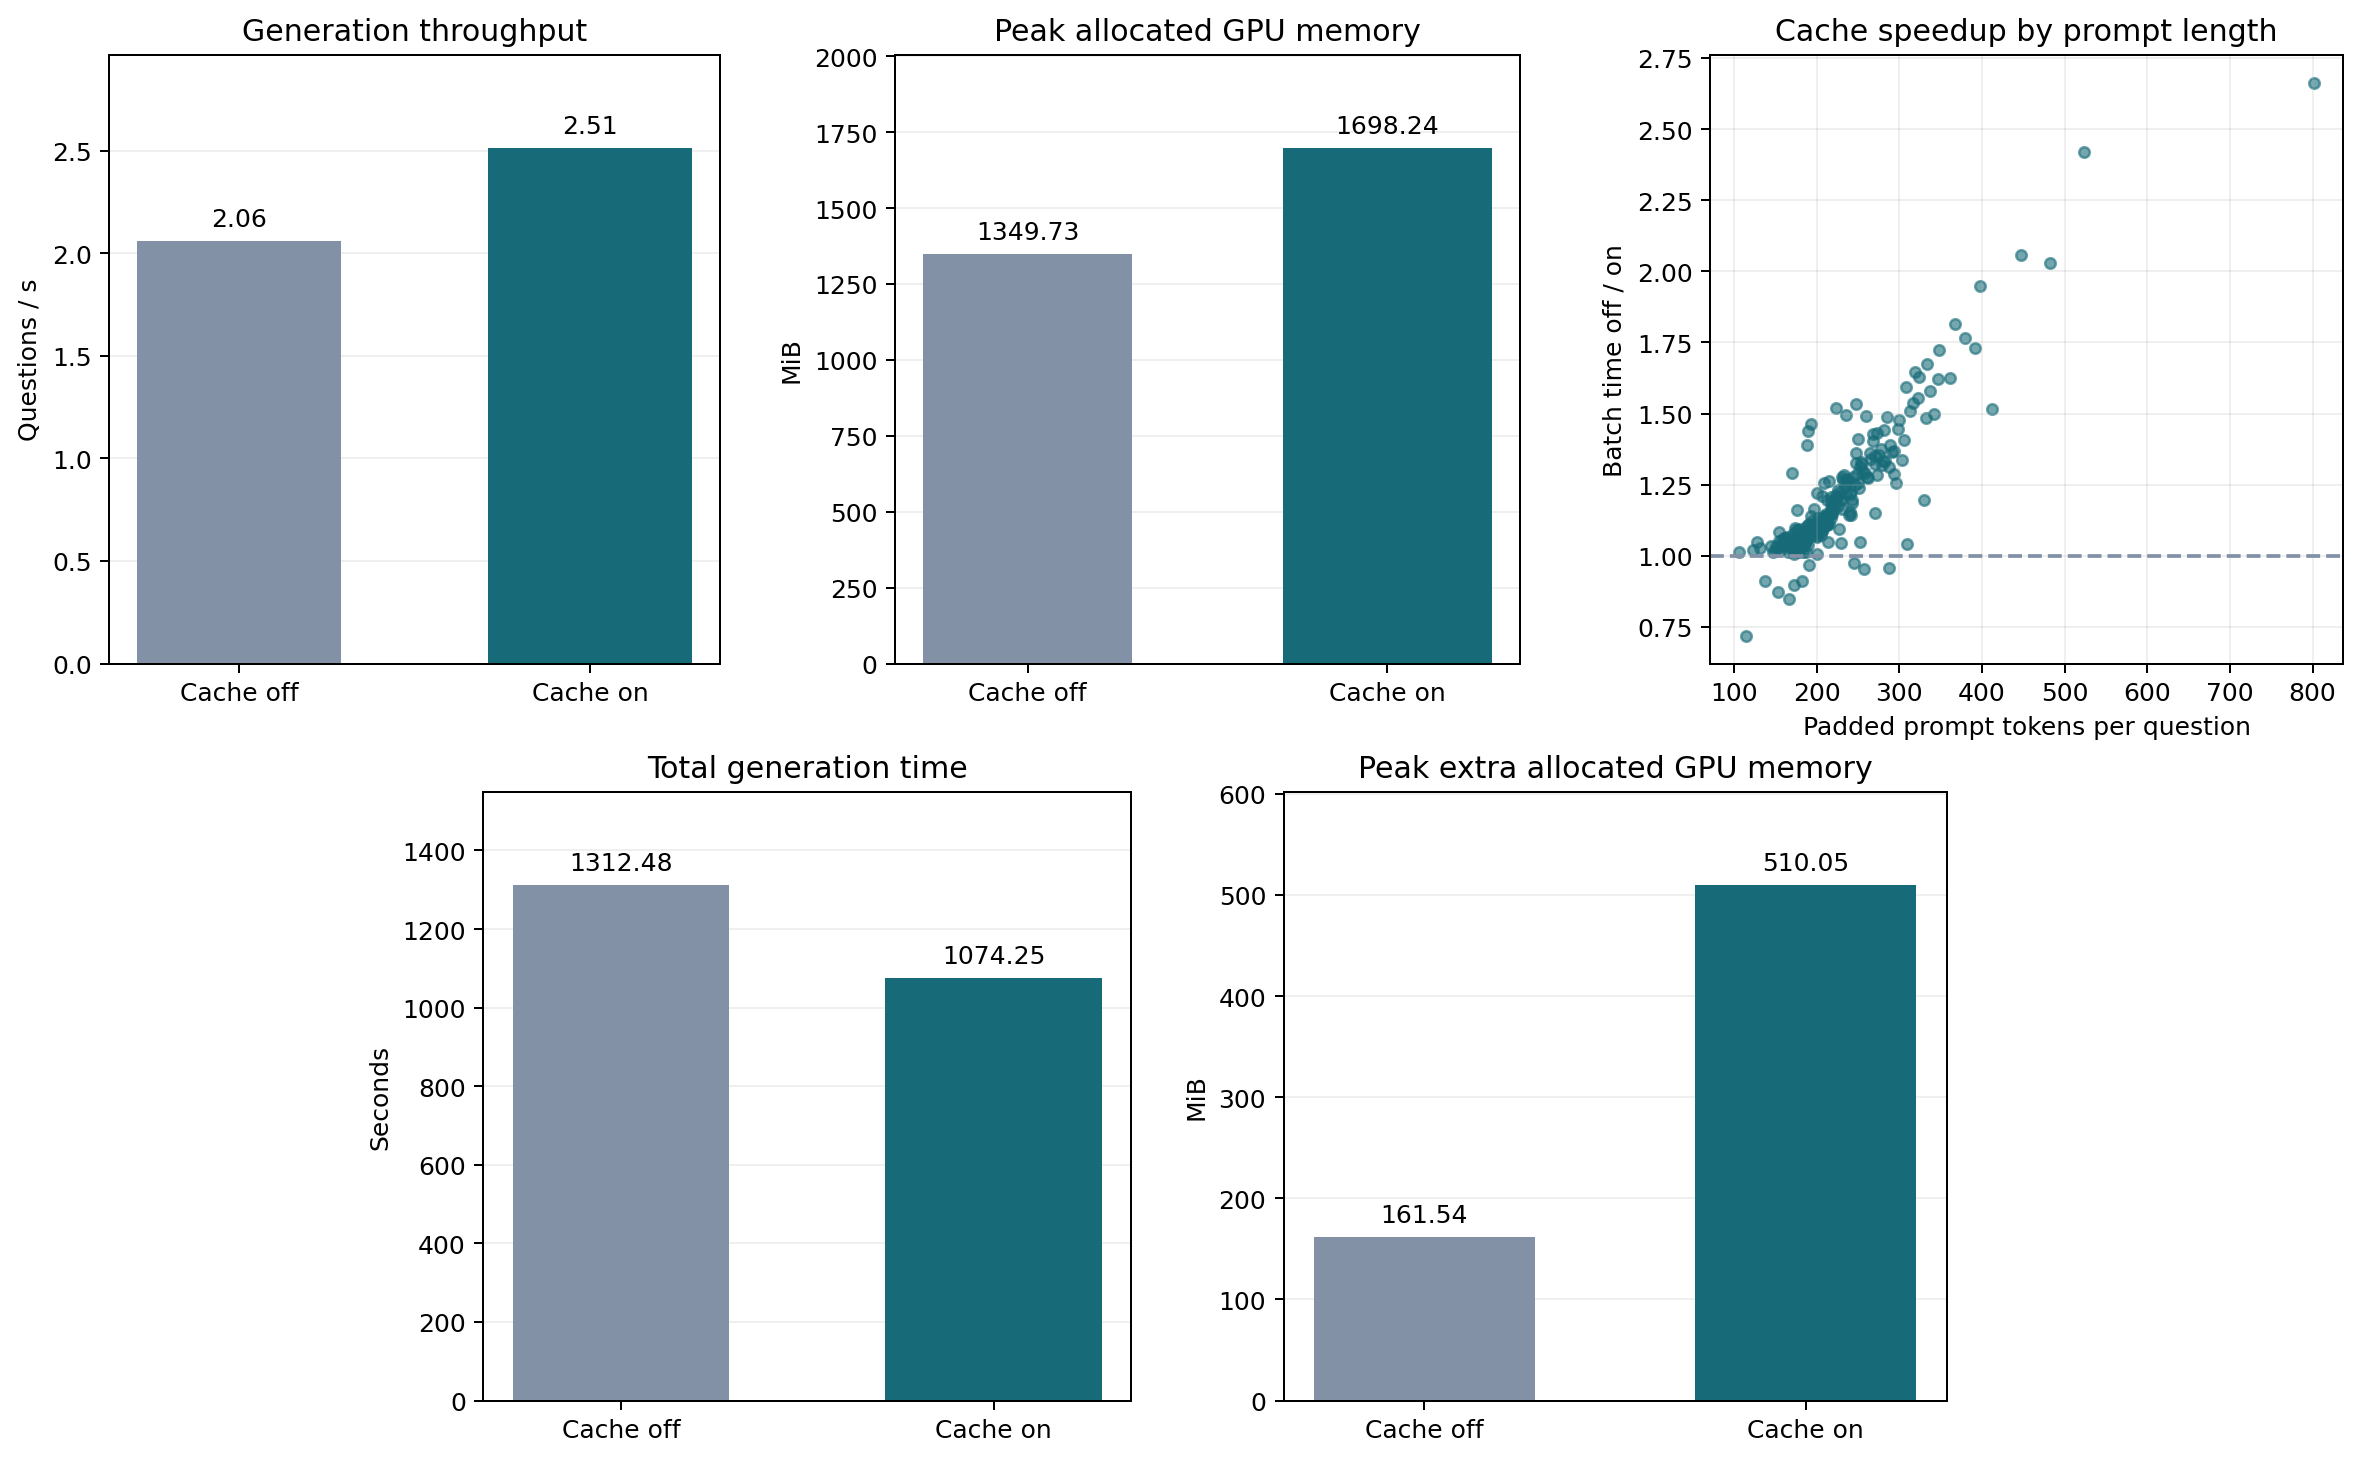 Generation throughput
Questions / s
2.5
2.0
1.5
1.0
0.5
0.0
2.06
2.51
Cache off
Cache on
Peak allocated GPU memory
MiB
2000
1750
1500
1250
1000
750
500
250
0
1349.73
1698.24
Cache off
Cache on
Cache speedup by prompt length
Batch time off / on
2.75
2.50
2.25
2.00
1.75
1.50
1.25
1.00
0.75
100 200 300 400 500 600 700 800
Padded prompt tokens per question
Total generation time
Seconds
1400
1200
1000
800
600
400
200
0
1312.48
1074.25
Cache off
Cache on
Peak extra allocated GPU memory
MiB
600
500
400
300
200
100
0
161.54
510.05
Cache off
Cache on